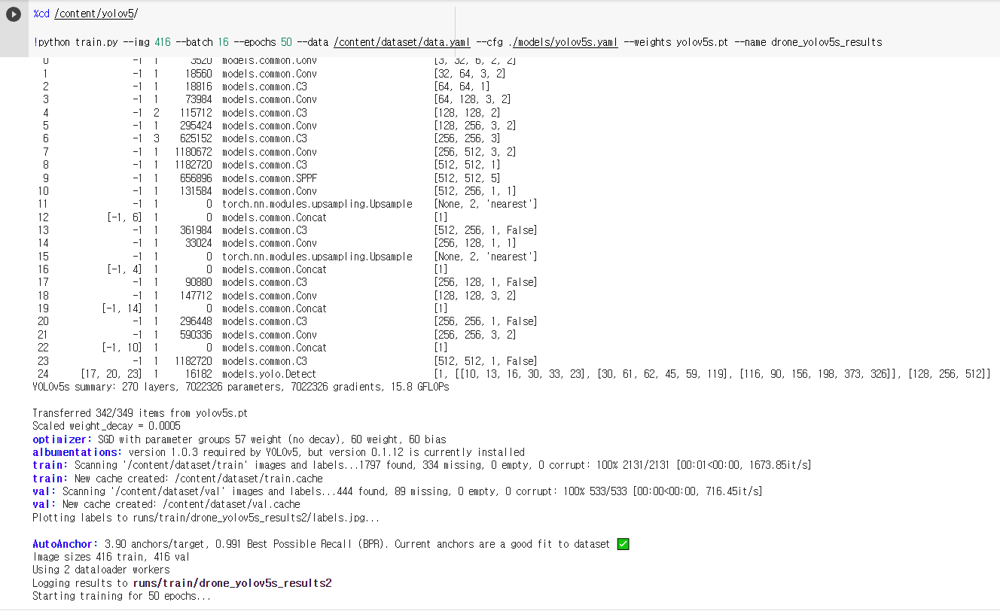 %cd /content/yolov5/
!python train.py --img 416 --batch 16 --epochs 50 --data /content/dataset/data.yaml --cfg ./models/yolov5s.yaml --weights yolov5s.pt --name drone_yolov5s_results
0 -1 1 3520 models.common.Conv [3, 32, 6, 2, 2]
1 -1 1 18560 models.common.Conv [32, 64, 3, 2]
2 -1 1 18816 models.common.C3 [64, 64, 1]
3 -1 1 73984 models.common.Conv [64, 128, 3, 2]
4 -1 2 115712 models.common.C3 [128, 128, 2]
5 -1 1 295424 models.common.Conv [128, 256, 3, 2]
6 -1 3 625152 models.common.C3 [256, 256, 3]
7 -1 1 1180672 models.common.Conv [256, 512, 3, 2]
8 -1 1 1182720 models.common.C3 [512, 512, 1]
9 -1 1 656896 models.common.SPPF [512, 512, 5]
10 -1 1 131584 models.common.Conv [512, 256, 1, 1]
11 -1 1 0 torch.nn.modules.upsampling.Upsample [None, 2, 'nearest']
12 [-1, 6] 1 0 models.common.Concat [1]
13 -1 1 361984 models.common.C3 [512, 256, 1, False]
14 -1 1 33024 models.common.Conv [256, 128, 1, 1]
15 -1 1 0 torch.nn.modules.upsampling.Upsample [None, 2, 'nearest']
16 [-1, 4] 1 0 models.common.Concat [1]
17 -1 1 90880 models.common.C3 [256, 128, 1, False]
18 -1 1 147712 models.common.Conv [128, 128, 3, 2]
19 [-1, 14] 1 0 models.common.Concat [1]
20 -1 1 296448 models.common.C3 [256, 256, 1, False]
21 -1 1 590336 models.common.Conv [256, 256, 3, 2]
22 [-1, 10] 1 0 models.common.Concat [1]
23 -1 1 1182720 models.common.C3 [512, 512, 1, False]
24 [17, 20, 23] 1 16182 models.yolo.Detect [1, [[10, 13, 16, 30, 33, 23], [30, 61, 62, 45, 59, 119], [116, 90, 156, 198, 373, 326]], [128, 256, 512]]
YOLOv5s summary: 270 layers, 7022326 parameters, 7022326 gradients, 15.8 GFLOPs
Transferred 342/349 items from yolov5s.pt
Scaled weight_decay = 0.0005
optimizer: SGD with parameter groups 57 weight (no decay), 60 weight, 60 bias
albumentations: version 1.0.3 required by YOLOv5, but version 0.1.12 is currently installed
train: Scanning '/content/dataset/train' images and labels...1797 found, 334 missing, 0 empty, 0 corrupt: 100% 2131/2131 [00:01<00:00, 1673.85it/s]
train: New cache created: /content/dataset/train.cache
val: Scanning '/content/dataset/val' images and labels...444 found, 89 missing, 0 empty, 0 corrupt: 100% 533/533 [00:00<00:00, 716.45it/s]
val: New cache created: /content/dataset/val.cache
Plotting labels to runs/train/drone_yolov5s_results2/labels.jpg...
AutoAnchor: 3.90 anchors/target, 0.991 Best Possible Recall (BPR). Current anchors are a good fit to dataset ✅
Image sizes 416 train, 416 val
Using 2 dataloader workers
Logging results to runs/train/drone_yolov5s_results2
Starting training for 50 epochs...